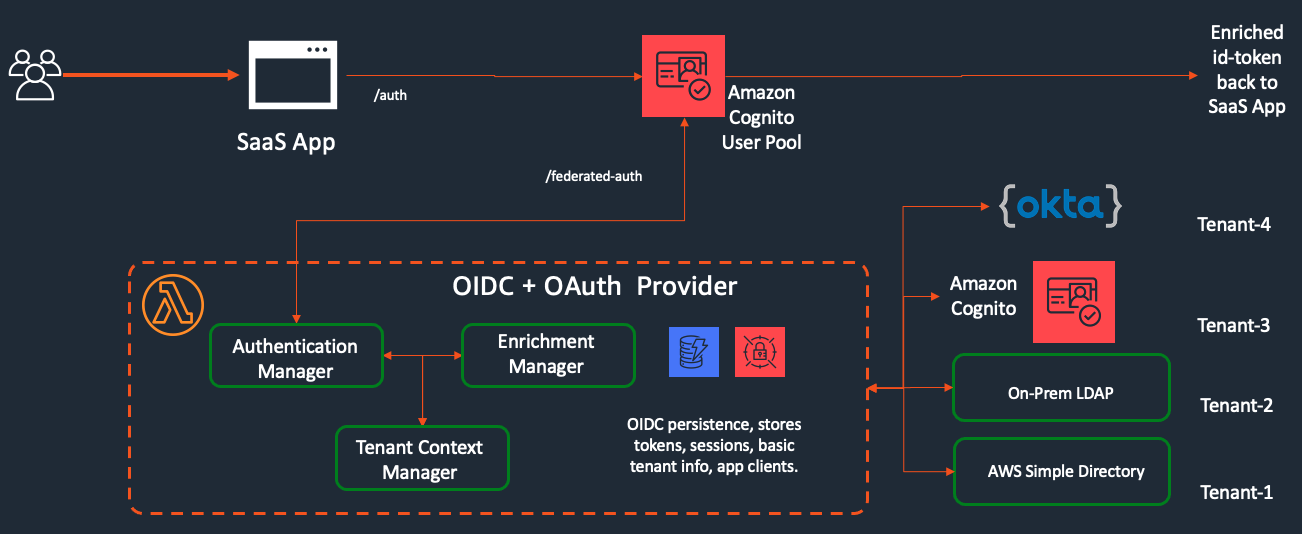 SaaS App
/auth
Amazon
Cognito
User Pool
Enriched
id-token
back to
SaaS App
/federated-auth
{okta}
Tenant-4
OIDC + OAuth Provider
Amazon
Cognito
Tenant-3
Authentication
Manager
Enrichment
Manager
On-Prem LDAP
Tenant-2
OIDC persistence, stores
tokens, sessions, basic
tenant info, app clients.
Tenant Context
Manager
AWS Simple Directory
Tenant-1